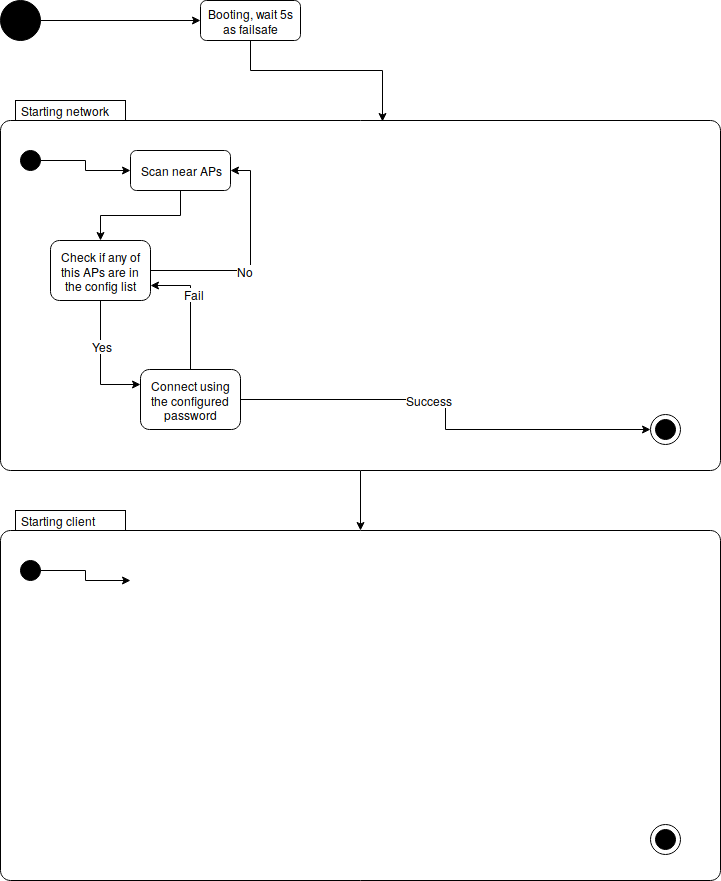 Booting, wait 5s
as failsafe
Starting network
Scan near APs
Check if any of
this APs are in
the config list
No
Fail
Yes
Connect using
the configured
password
Success
Starting client